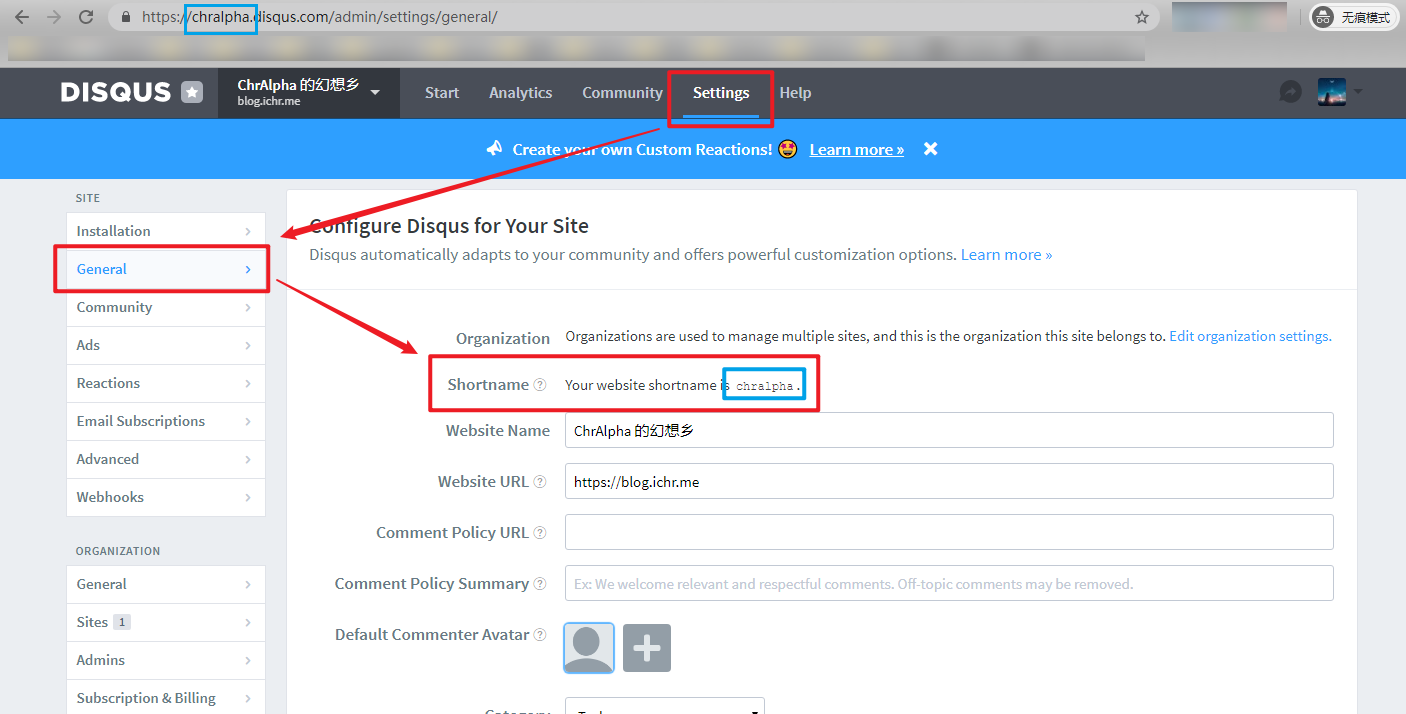 https://chralpha.disqus.com/admin/settings/general/
无痕模式
DISQUS
ChrAlpha 的幻想乡
blog.ichr.me
Start Analytics Community Settings Help
Create your own Custom Reactions! Learn more »
SITE
Installation
General
Community
Ads
Reactions
Email Subscriptions
Advanced
Webhooks
ORGANIZATION
General
Sites 1
Admins
Subscription & Billing
Configure Disqus for Your Site
Disqus automatically adapts to your community and offers powerful customization options. Learn more »
Organization Organizations are used to manage multiple sites, and this is the organization this site belongs to. Edit organization settings.
Shortname ? Your website shortname is chralpha.
Website Name ChrAlpha 的幻想乡
Website URL ? https://blog.ichr.me
Comment Policy URL ?
Comment Policy Summary ? Ex: We welcome relevant and respectful comments. Off-topic comments may be removed.
Default Commenter Avatar ?
Category